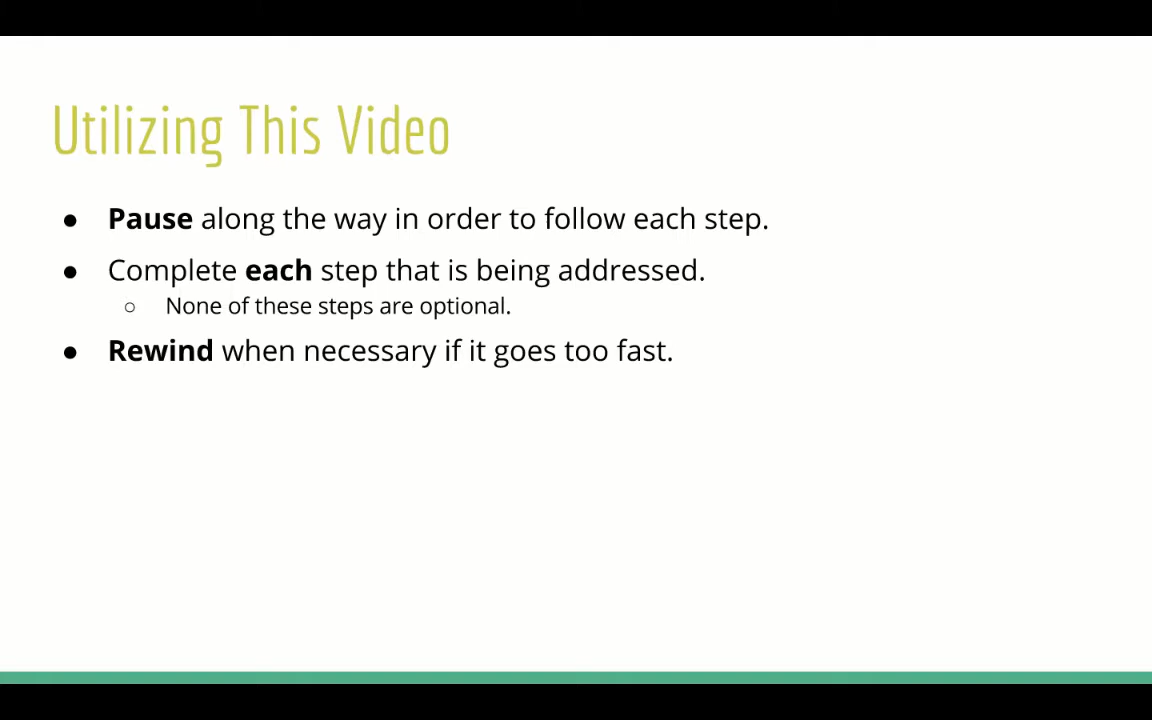 Utilizing This Video
● Pause along the way in order to follow each step.
● Complete each step that is being addressed.
○ None of these steps are optional.
● Rewind when necessary if it goes too fast.